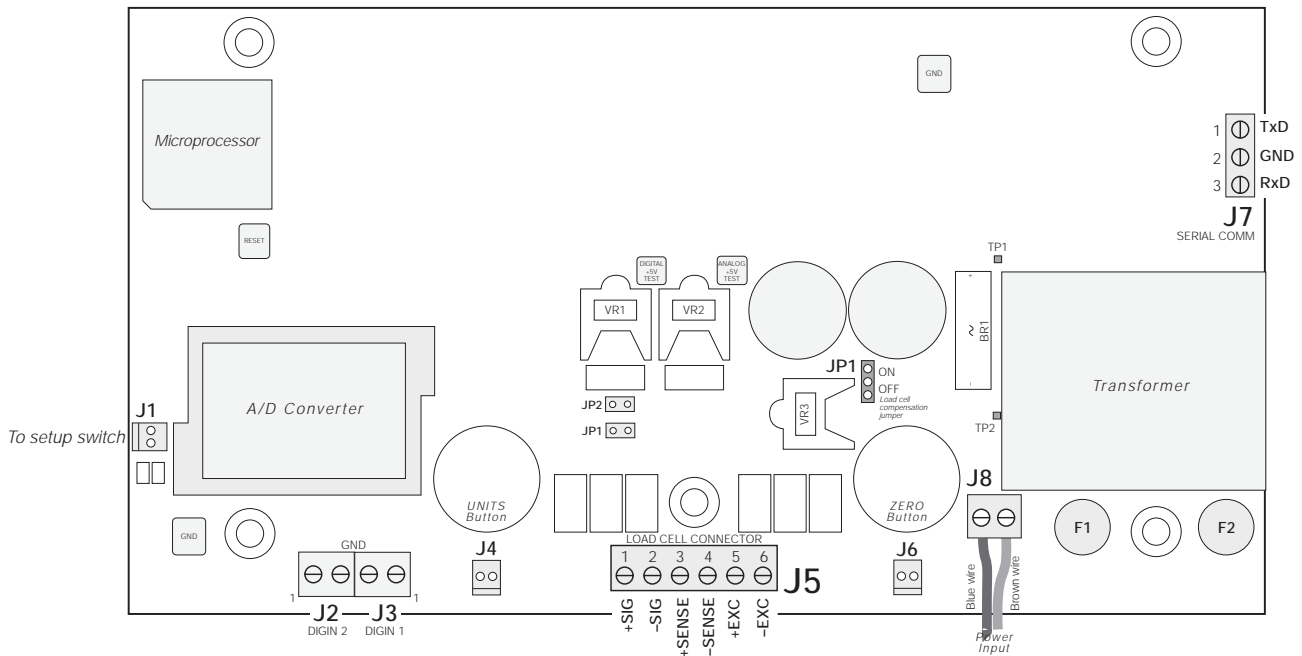 Microprocessor
GND
1 TxD
2 GND
3 RxD
J7
SERIAL COMM
RESET
DIGITAL
+5V
TEST
ANALOG
+5V
TEST
VR1
VR2
TP1
+
~
BR1
–
Transformer
A/D Converter
J1
To setup switch
JP2
JP1
JP1
ON
OFF
Load cell
compensation
jumper
VR3
TP2
UNITS
Button
ZERO
Button
J8
F1
F2
GND
GND
1
1
J2
DIGIN 2
J3
DIGIN 1
J4
LOAD CELL CONNECTOR
1 2 3 4 5 6
J5
+SIG
–SIG
+SENSE
–SENSE
+EXC
–EXC
J6
Blue wire
Brown wire
Power
Input